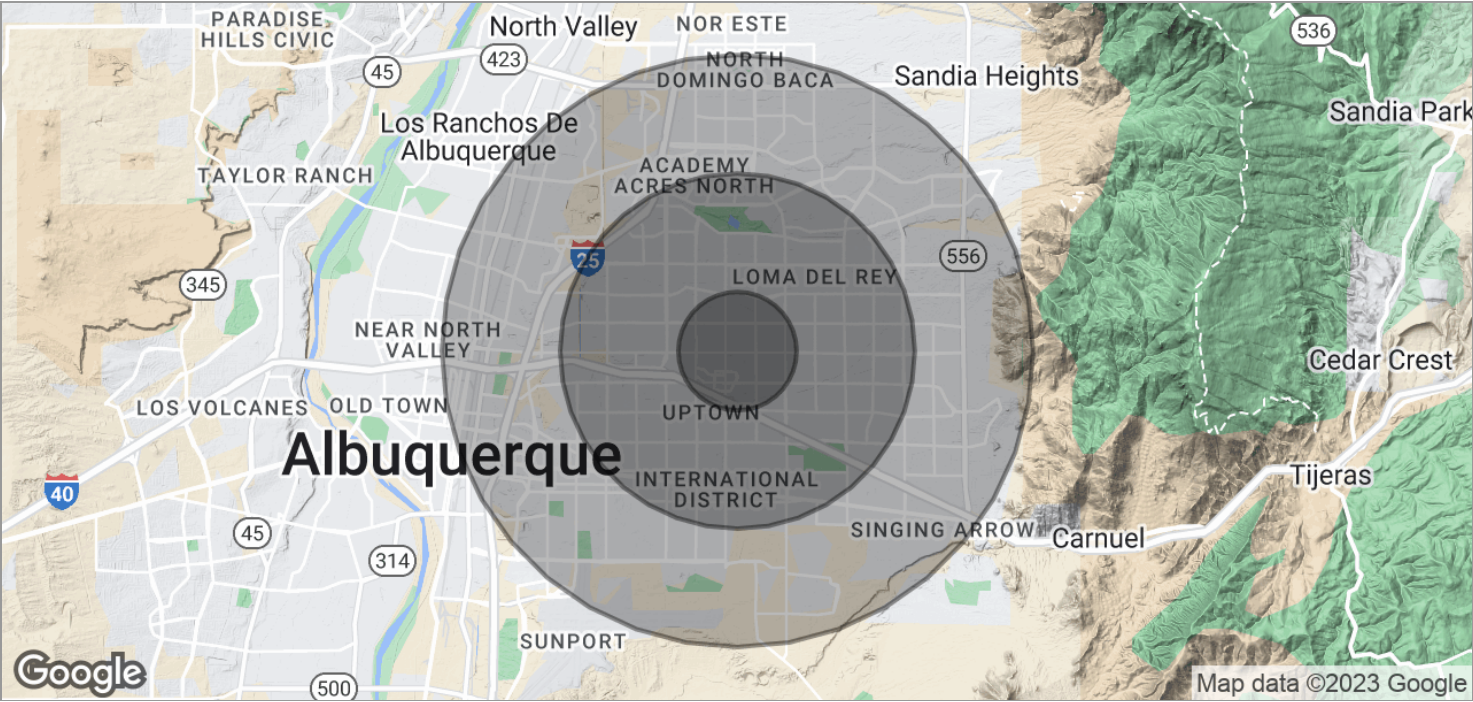 PARADISE
HILLS CIVIC
North Valley
NOR ESTE
536
45
423
NORTH
DOMINGO BACA
Sandia Heights
Sandia Park
Los Ranchos De
Albuquerque
TAYLOR RANCH
ACADEMY
ACRES NORTH
25
556
345
LOMA DEL REY
NEAR NORTH
VALLEY
Cedar Crest
LOS VOLCANES
OLD TOWN
UPTOWN
Albuquerque
40
INTERNATIONAL
DISTRICT
Tijeras
45
SINGING ARROW
Carnuel
314
SUNPORT
Google
500
Map data ©2023 Google